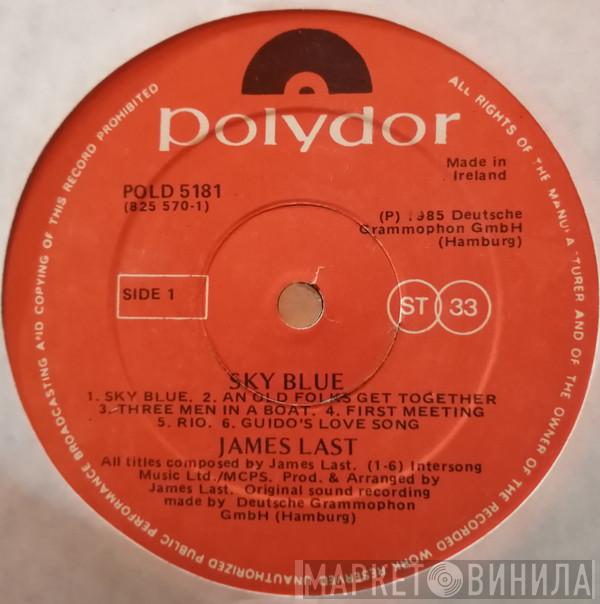 polydor
Made in
Ireland
POLD 5181
(825 570-1)
(P) 1985 Deutsche
Grammophon GmbH
(Hamburg)
SIDE 1
ST 33
SKY BLUE
1. SKY BLUE. 2. AN OLD FOLKS GET TOGETHER
3. THREE MEN IN A BOAT. 4. FIRST MEETING
5. RIO. 6. GUIDO'S LOVE SONG
JAMES LAST
All titles composed by James Last. (1-6) Intersong
Music Ltd./MCPS. Prod. & Arranged by
James Last. Original sound recording
made by Deutsche Grammophon
GmbH (Hamburg)
ALL RIGHTS OF THE MANUFACTURER AND OF THE OWNER OF THE RECORDED WORK RESERVED
UNAUTHORIZED PUBLIC PERFORMANCE BROADCASTING AND COPYING OF THIS RECORD PROHIBITED
МАРКЕТ ВИНИЛА